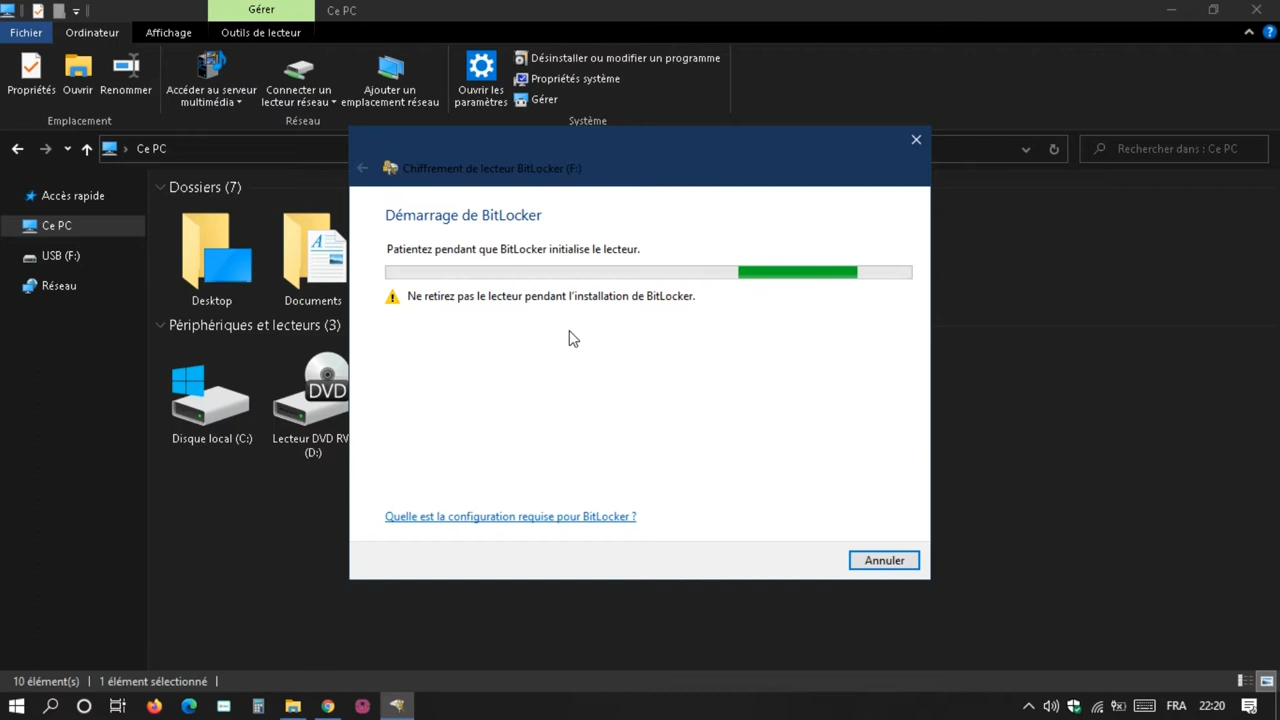 Gérer
Ce PC
Fichier
Ordinateur
Affichage
Outils de lecteur
Propriétés
Ouvrir
Renommer
Accéder au serveur
multimédia
Connecter un
lecteur réseau
Ajouter un
emplacement réseau
Ouvrir les
paramètres
Désinstaller ou modifier un programme
Propriétés système
Gérer
Emplacement
Réseau
Système
Ce PC
Rechercher dans : Ce PC
Accès rapide
Ce PC
USB (F:)
Réseau
Dossiers (7)
Desktop
Documents
Périphériques et lecteurs (3)
Disque local (C:)
DVD
Lecteur DVD RW
(D:)
Chiffrement de lecteur BitLocker (F:)
Démarrage de BitLocker
Patientez pendant que BitLocker initialise le lecteur.
Ne retirez pas le lecteur pendant l'installation de BitLocker.
Quelle est la configuration requise pour BitLocker ?
Annuler
10 élément(s)
1 élément sélectionné
FRA
22:20